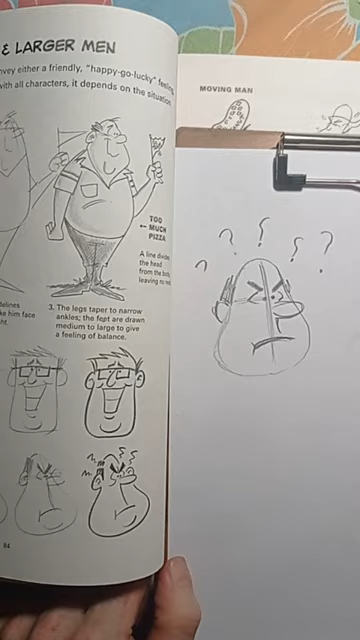 & LARGER MEN
nvey either a friendly, "happy-go-lucky" feeling
with all characters, it depends on the situation
MOVING MAN
TOO
← MUCH
PIZZA
A line divides
the head
from the body
leaving no
delines
ke him face
ht.
3. The legs taper to narrow
ankles; the feet are drawn
medium to large to give
a feeling of balance.
84
? ? ? ?